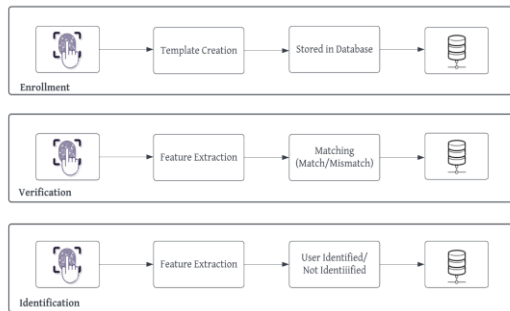 Template Creation
Stored in Database
Enrollment
Feature Extraction
Matching
(Match/Mismatch)
Verification
Feature Extraction
User Identified/
Not Identiiified
Identification